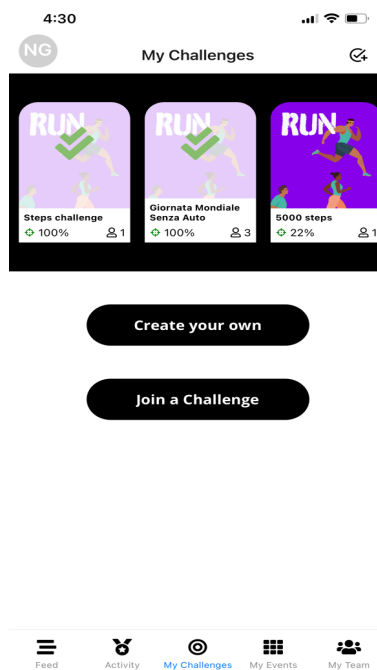 4:30
NG
My Challenges
RUN
RUN
RUN
Steps challenge
100%
1
Giornata Mondiale
Senza Auto
100%
3
5000 steps
22%
1
Create your own
Join a Challenge
Feed
Activity
My Challenges
My Events
My Team